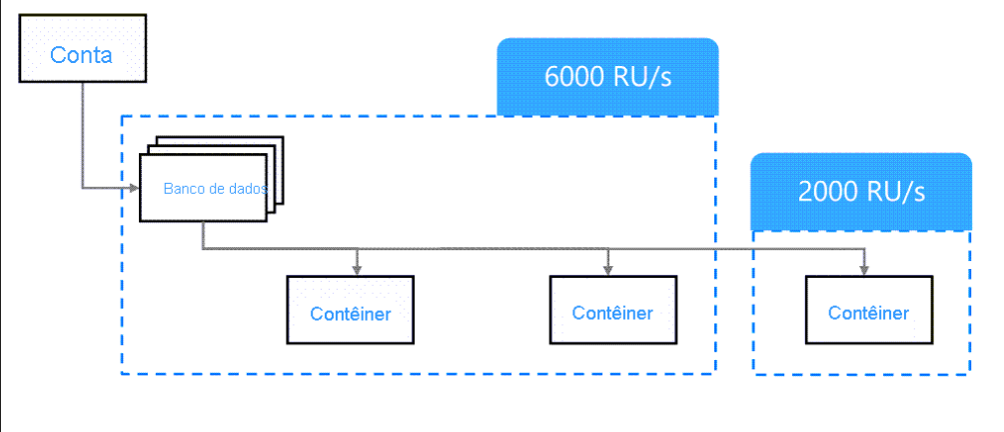 Conta
6000 RU/s
Banco de dados
2000 RU/s
Contêiner
Contêiner
Contêiner